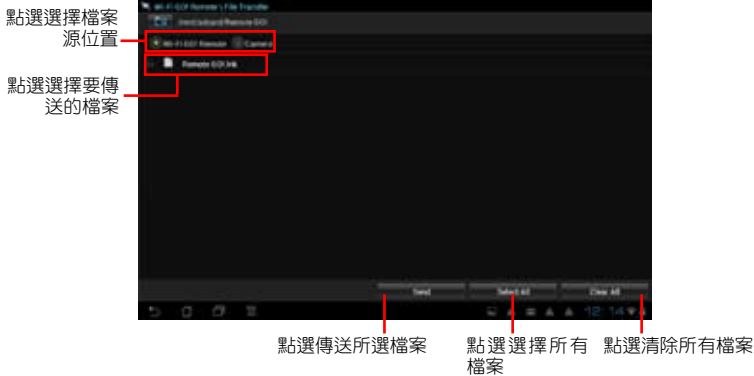 Wi-Fi GO! Remote \ File Transfer
點選選擇檔案
源位置
Wi-Fi GO! Remote Camera
Remote GO!.lnk
點選選擇要傳
送的檔案
Send Select All Clear All
12:14
點選傳送所選檔案
點選選擇所有
檔案
點選清除所有檔案